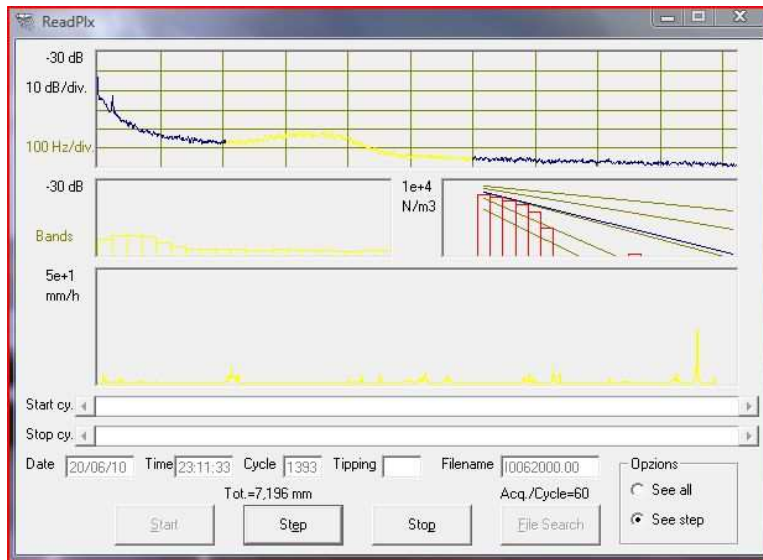 ReadPlx
-30 dB
10 dB/div.
100 Hz/div.
-30 dB
Bands
1e+4
N/m3
5e+1
mm/h
Start cy.
Stop cy.
Date 20/06/10 Time 23:11:33 Cycle 1393 Tipping Filename I0062000.00 Opzioni
Tot.=7,196 mm Acq./Cycle=60 See all
Start Step Stop File Search See step